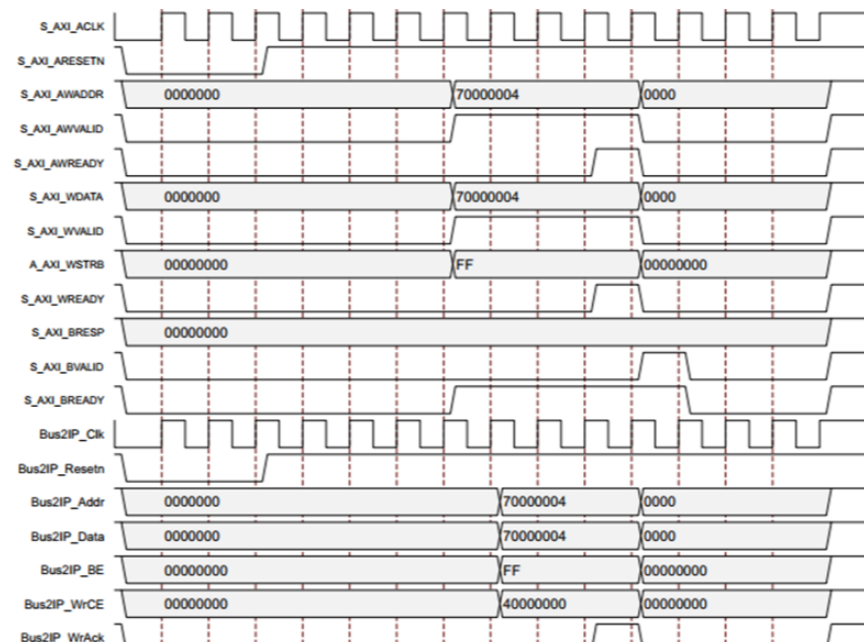 S_AXI_ACLK
S_AXI_ARESETN
S_AXI_AWADDR 0000000 70000004 0000
S_AXI_AWVALID
S_AXI_AWREADY
S_AXI_WDATA 0000000 70000004 0000
S_AXI_WVALID
A_AXI_WSTRB 00000000 FF 00000000
S_AXI_WREADY
S_AXI_BRESP 00000000
S_AXI_BVALID
S_AXI_BREADY
Bus2IP_Clk
Bus2IP_Resetn
Bus2IP_Addr 0000000 70000004 0000
Bus2IP_Data 0000000 70000004 0000
Bus2IP_BE 00000000 FF 00000000
Bus2IP_WrCE 00000000 40000000 00000000
Bus2IP_WrAck